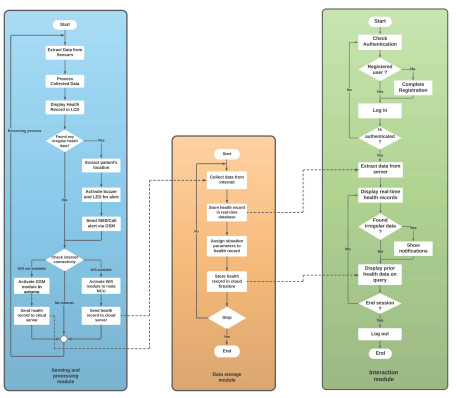 Start
Extract Data from
Sensors
Process
Collected Data
Display Health
Record in LCD
Found any
irregular health
data?
Recurring process
Yes
Extract patient's
location
Activate buzzer
and LED for alert
Send SMS/Call
alert via GSM
No
Check internet
connectivity
Wifi not available
Wifi available
Activate GSM
module in
arduino
Activate Wifi
module in node
MCU
No internet
Send health
record to cloud
server
Send health
record to cloud
server
Sensing and
processing
module
Start
Collect data from
internet
Store health record
in real-time
database
No
Assign situation
parameters to
health record
Store health
record in cloud
firestore
Stop
Yes
End
Data storage
module
Start
Check
Authentication
Registered
user ?
No
Yes
Complete
Registration
No
Log in
Is
authenticated
?
Yes
Extract data from
server
Display real-time
health records
Found
irregular data
?
Yes
Show
notifications
No
No
Display prior
health data on
query
End session
?
Yes
Log out
End
Interaction
module